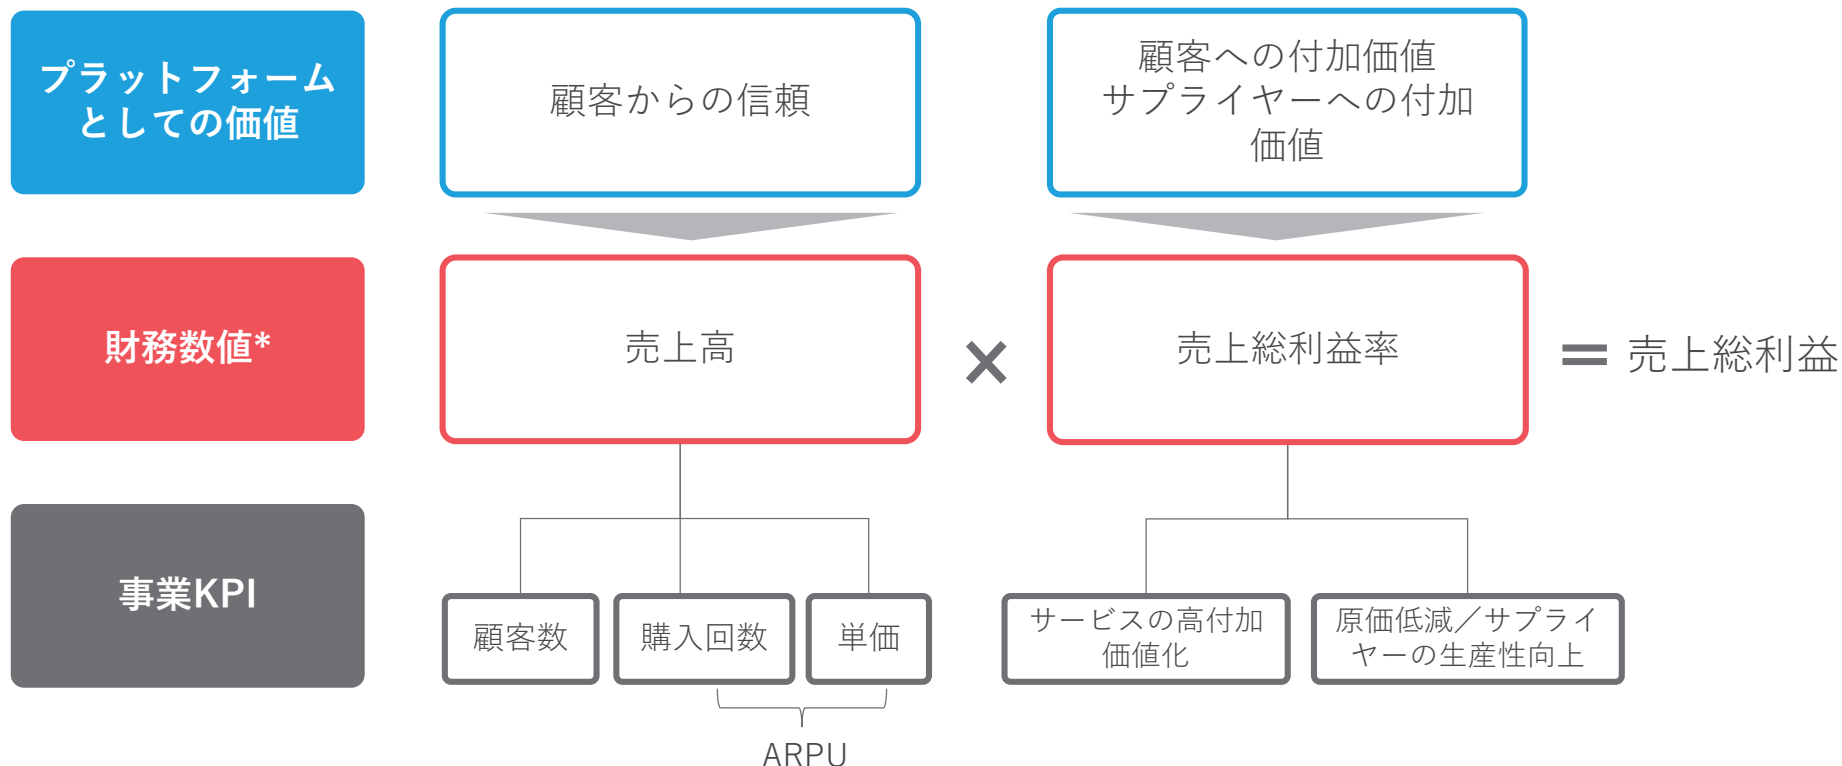 プラットフォーム
としての価値
顧客からの信頼
顧客への付加価値
サプライヤーへの付加
価値
財務数値*
売上高
×
売上総利益率
= 売上総利益
事業KPI
顧客数
購入回数
単価
サービスの高付加
価値化
原価低減／サプライ
ヤーの生産性向上
ARPU